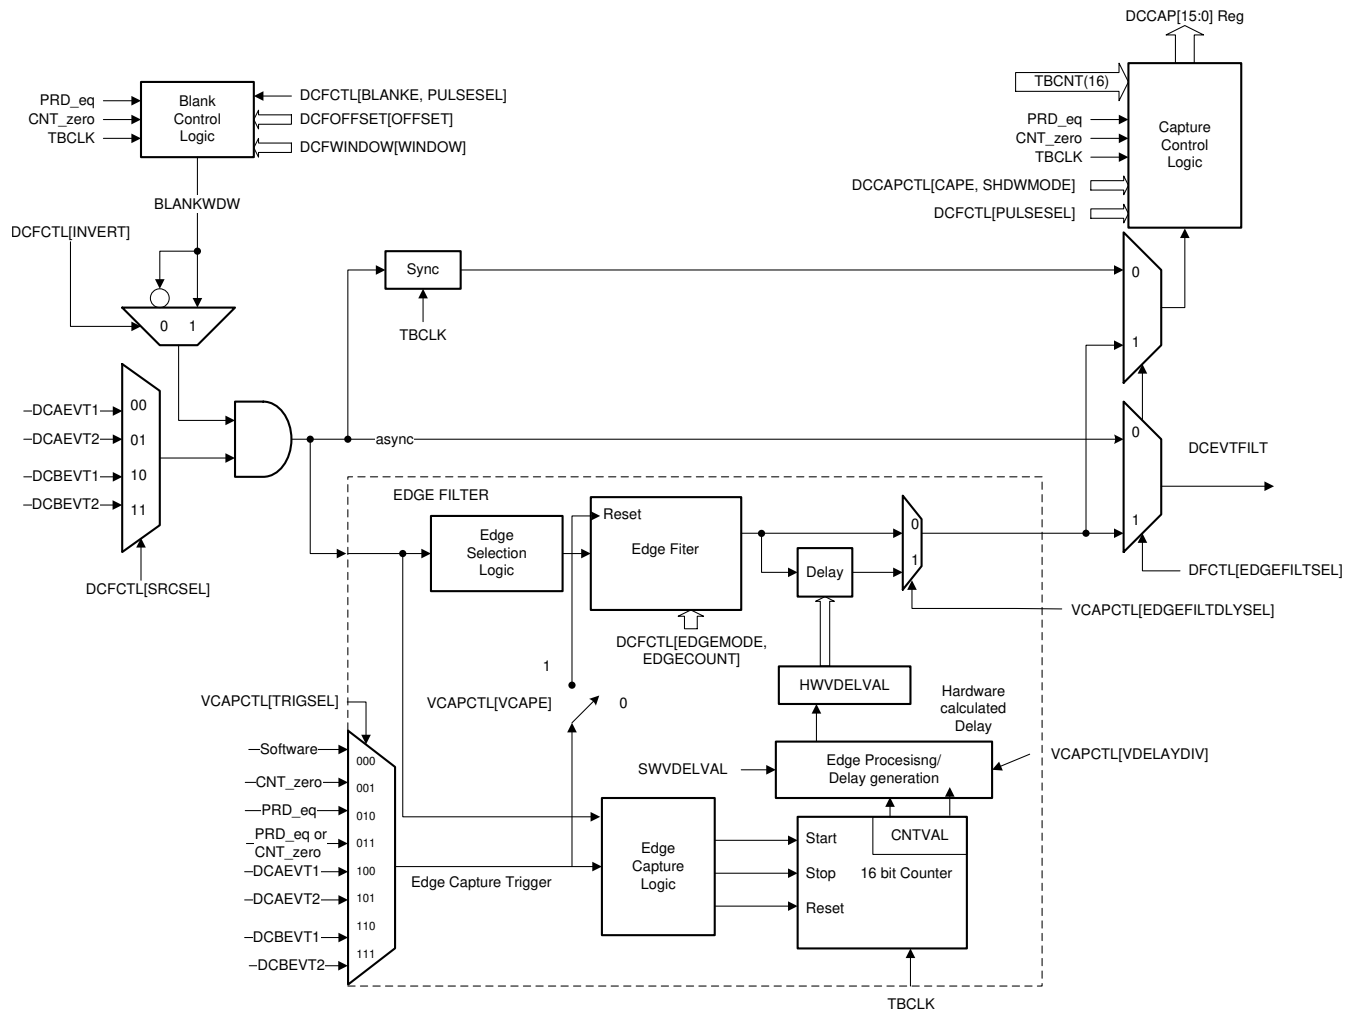 DCCAP[15:0] Reg
TBCNT(16)
PRD_eq
CNT_zero
TBCLK
DCCAPCTL[CAPE, SHDWMODE]
DCFCTL[PULSESEL]
Capture
Control
Logic
PRD_eq
CNT_zero
TBCLK
Blank
Control
Logic
DCFCTL[BLANKE, PULSESEL]
DCFOFFSET[OFFSET]
DCFWINDOW[WINDOW]
BLANKWDW
DCFCTL[INVERT]
0 1
Sync
TBCLK
0
1
DCAEVT1
DCAEVT2
DCBEVT1
DCBEVT2
00
01
10
11
DCFCTL[SRCSEL]
async
0
1
DCEVTFILT
DFCTL[EDGEFILTSEL]
EDGE FILTER
Edge
Selection
Logic
Reset
Edge Fiter
DCFCTL[EDGEMODE,
EDGECOUNT]
Delay
0
1
VCAPCTL[EDGEFILTDLYSEL]
HWVDELVAL
Hardware
calculated
Delay
1
VCAPCTL[VCAPE]
0
VCAPCTL[TRIGSEL]
SWVDELVAL
Edge Procesisng/
Delay generation
VCAPCTL[VDELAYDIV]
Software
CNT_zero
PRD_eq
PRD_eq or
CNT_zero
DCAEVT1
DCAEVT2
DCBEVT1
DCBEVT2
000
001
010
011
100
101
110
111
Edge Capture Trigger
Edge
Capture
Logic
Start
Stop
Reset
CNTVAL
16 bit Counter
TBCLK